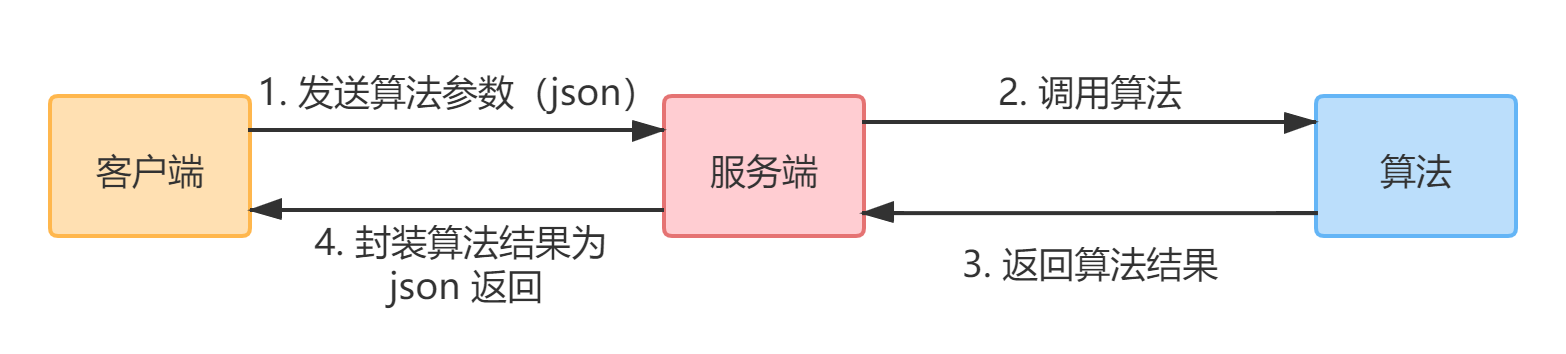 1. 发送算法参数（json）
2. 调用算法
客户端
服务端
算法
4. 封装算法结果为
json 返回
3. 返回算法结果